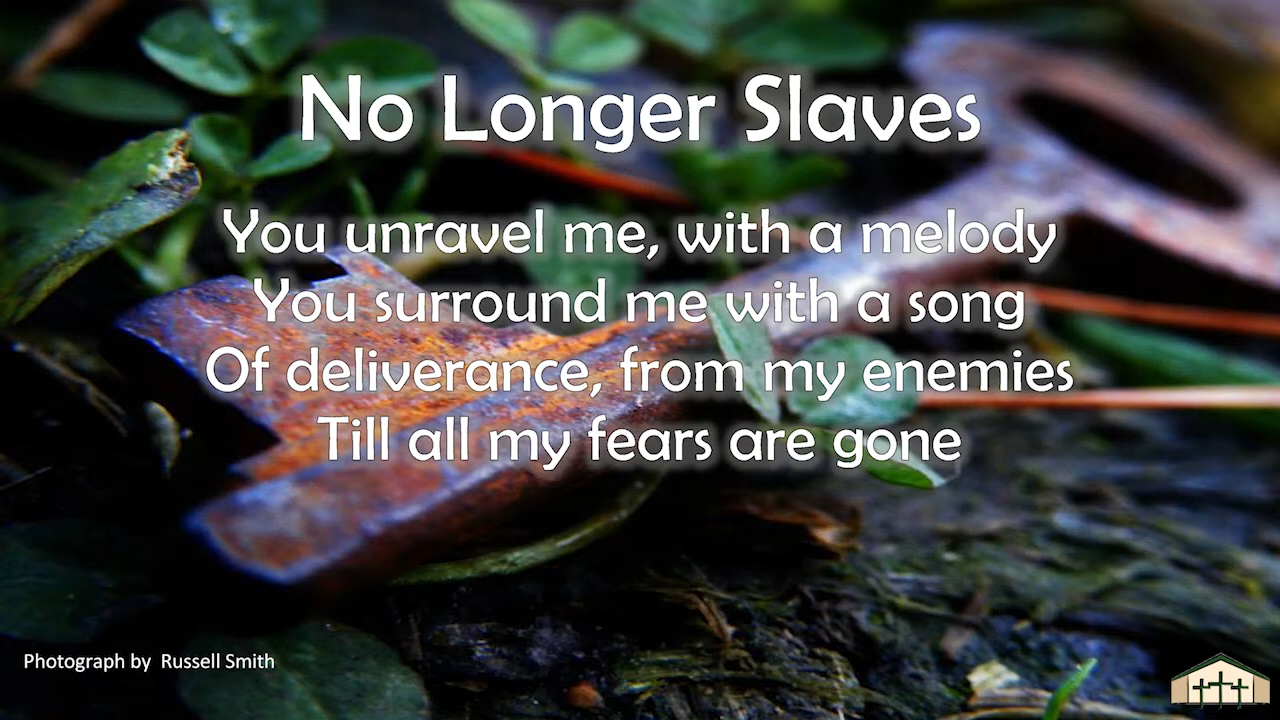 No Longer Slaves
You unravel me, with a melody
You surround me with a song
Of deliverance, from my enemies
Till all my fears are gone
Photograph by  Russell Smith